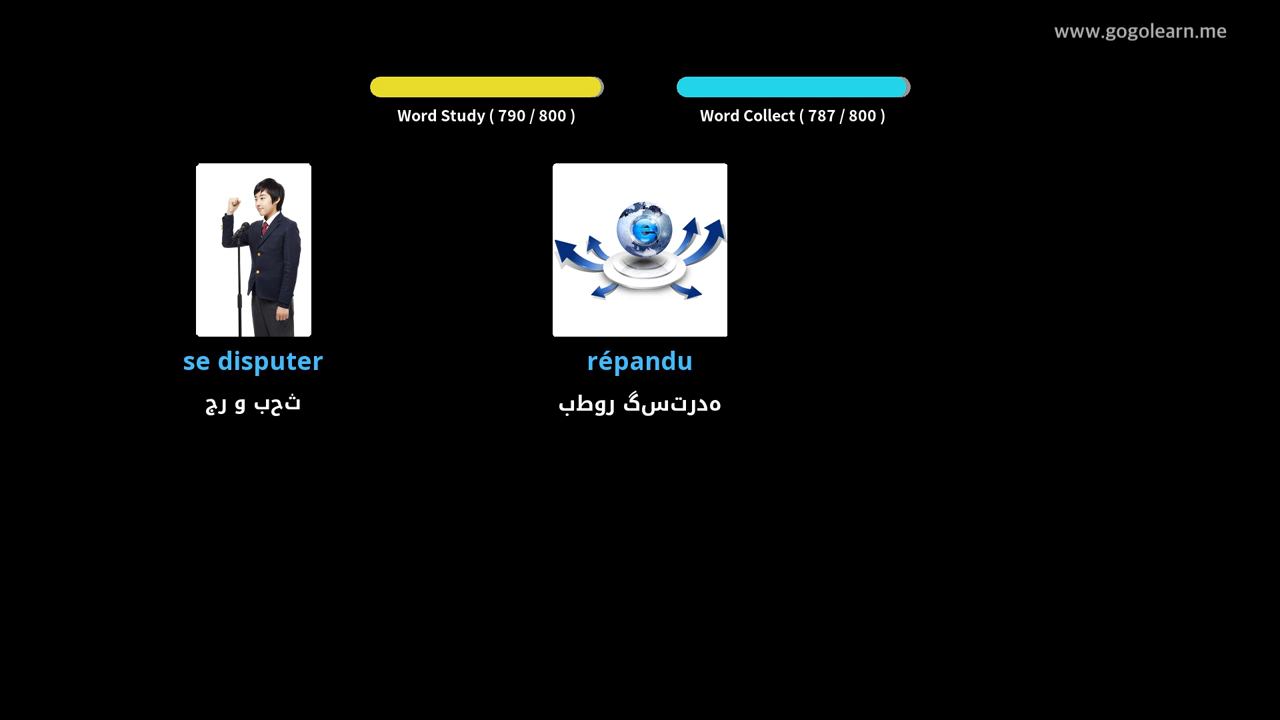 www.gogolearn.me
Word Study ( 790 / 800 )
Word Collect ( 787 / 800 )
se disputer
جر و بحث
répandu
بطور گسترده